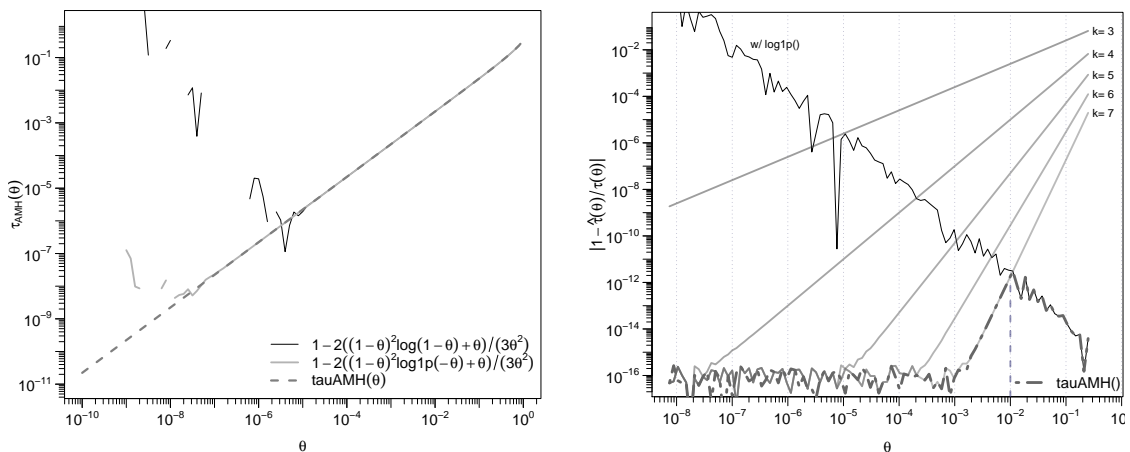 10⁻¹
10⁻³
10⁻⁵
10⁻⁷
10⁻⁹
10⁻¹¹
τAMH(θ)
1−2((1−θ)²log(1−θ)+θ)/(3θ²)
1−2((1−θ)²log1p(−θ)+θ)/(3θ²)
tauAMH(θ)
10⁻¹⁰ 10⁻⁸ 10⁻⁶ 10⁻⁴ 10⁻² 10⁰
θ
10⁻²
10⁻⁴
10⁻⁶
10⁻⁸
10⁻¹⁰
10⁻¹²
10⁻¹⁴
10⁻¹⁶
|1−τ̂(θ)/τ(θ)|
w/ log1p()
k= 3
k= 4
k= 5
k= 6
k= 7
tauAMH()
10⁻⁸ 10⁻⁷ 10⁻⁶ 10⁻⁵ 10⁻⁴ 10⁻³ 10⁻² 10⁻¹ 10⁰
θ